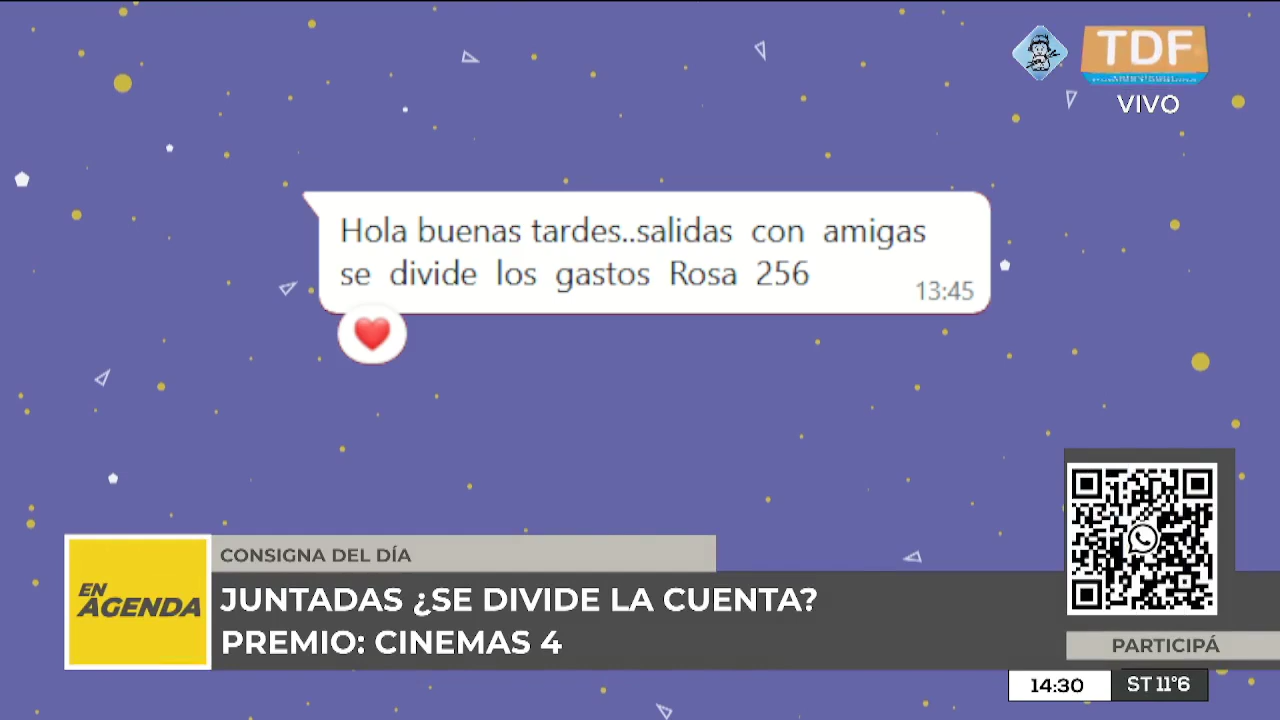 TDF
VIVO
Hola buenas tardes..salidas con amigas
se divide los gastos Rosa 256
13:45
CONSIGNA DEL DÍA
EN
AGENDA
JUNTADAS ¿SE DIVIDE LA CUENTA?
PREMIO: CINEMAS 4
PARTICIPÁ
14:30 ST 11°6